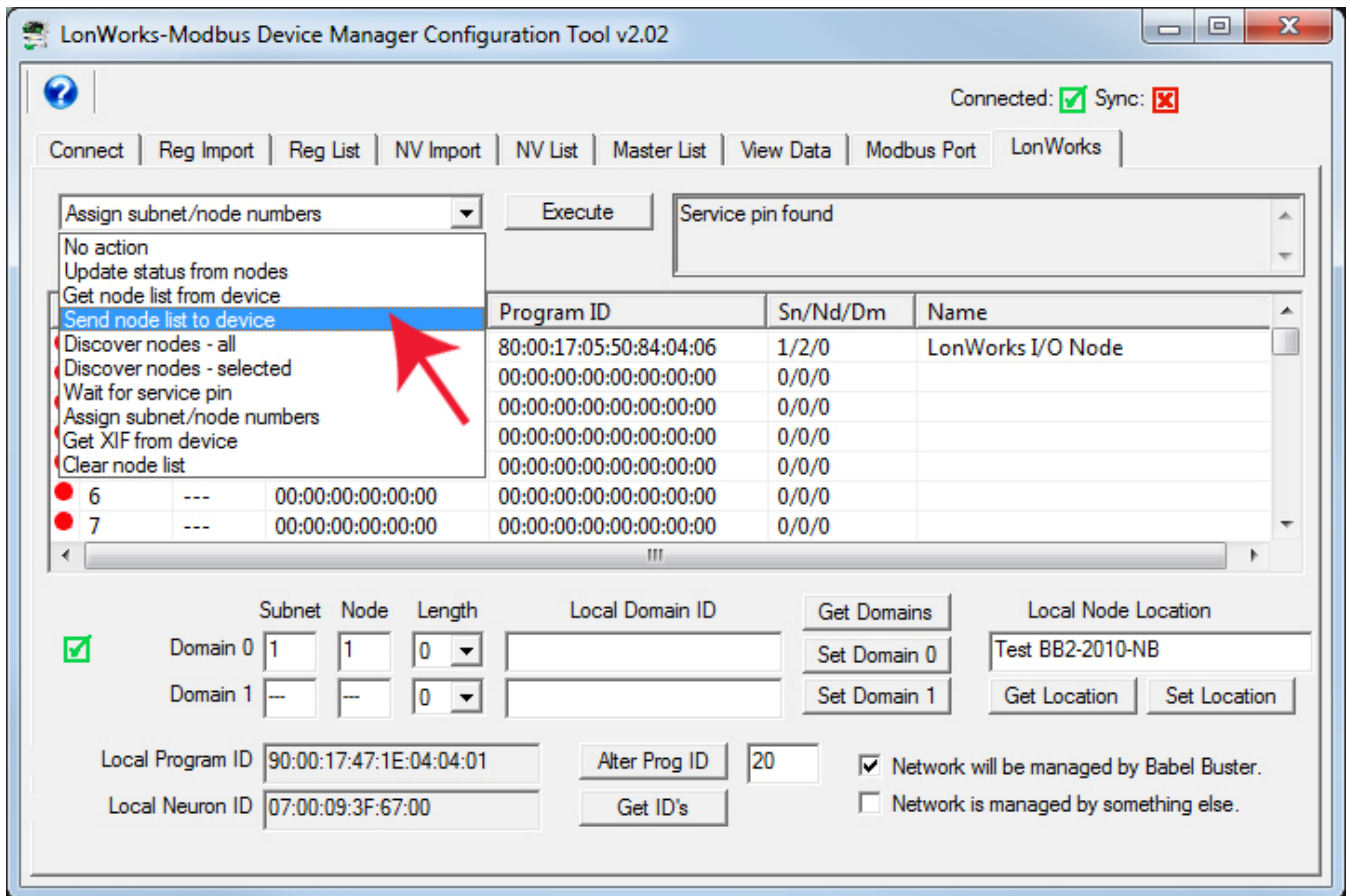 LonWorks-Modbus Device Manager Configuration Tool v2.02
Connected: Sync:
Connect Reg Import Reg List NV Import NV List Master List View Data Modbus Port LonWorks
Assign subnet/node numbers Execute Service pin found
No action
Update status from nodes
Get node list from device
Send node list to device
Discover nodes - all
Discover nodes - selected
Wait for service pin
Assign subnet/node numbers
Get XIF from device
Clear node list
Program ID Sn/Nd/Dm Name
80:00:17:05:50:84:04:06 1/2/0 LonWorks I/O Node
00:00:00:00:00:00:00:00 0/0/0
00:00:00:00:00:00:00:00 0/0/0
00:00:00:00:00:00:00:00 0/0/0
00:00:00:00:00:00:00:00 0/0/0
6 --- 00:00:00:00:00:00 00:00:00:00:00:00:00:00 0/0/0
7 --- 00:00:00:00:00:00 00:00:00:00:00:00:00:00 0/0/0
Subnet Node Length Local Domain ID Get Domains Local Node Location
Domain 0 1 1 0 Set Domain 0 Test BB2-2010-NB
Domain 1 --- --- 0 Set Domain 1 Get Location Set Location
Local Program ID 90:00:17:47:1E:04:04:01 Alter Prog ID 20 Network will be managed by Babel Buster.
Local Neuron ID 07:00:09:3F:67:00 Get ID's Network is managed by something else.